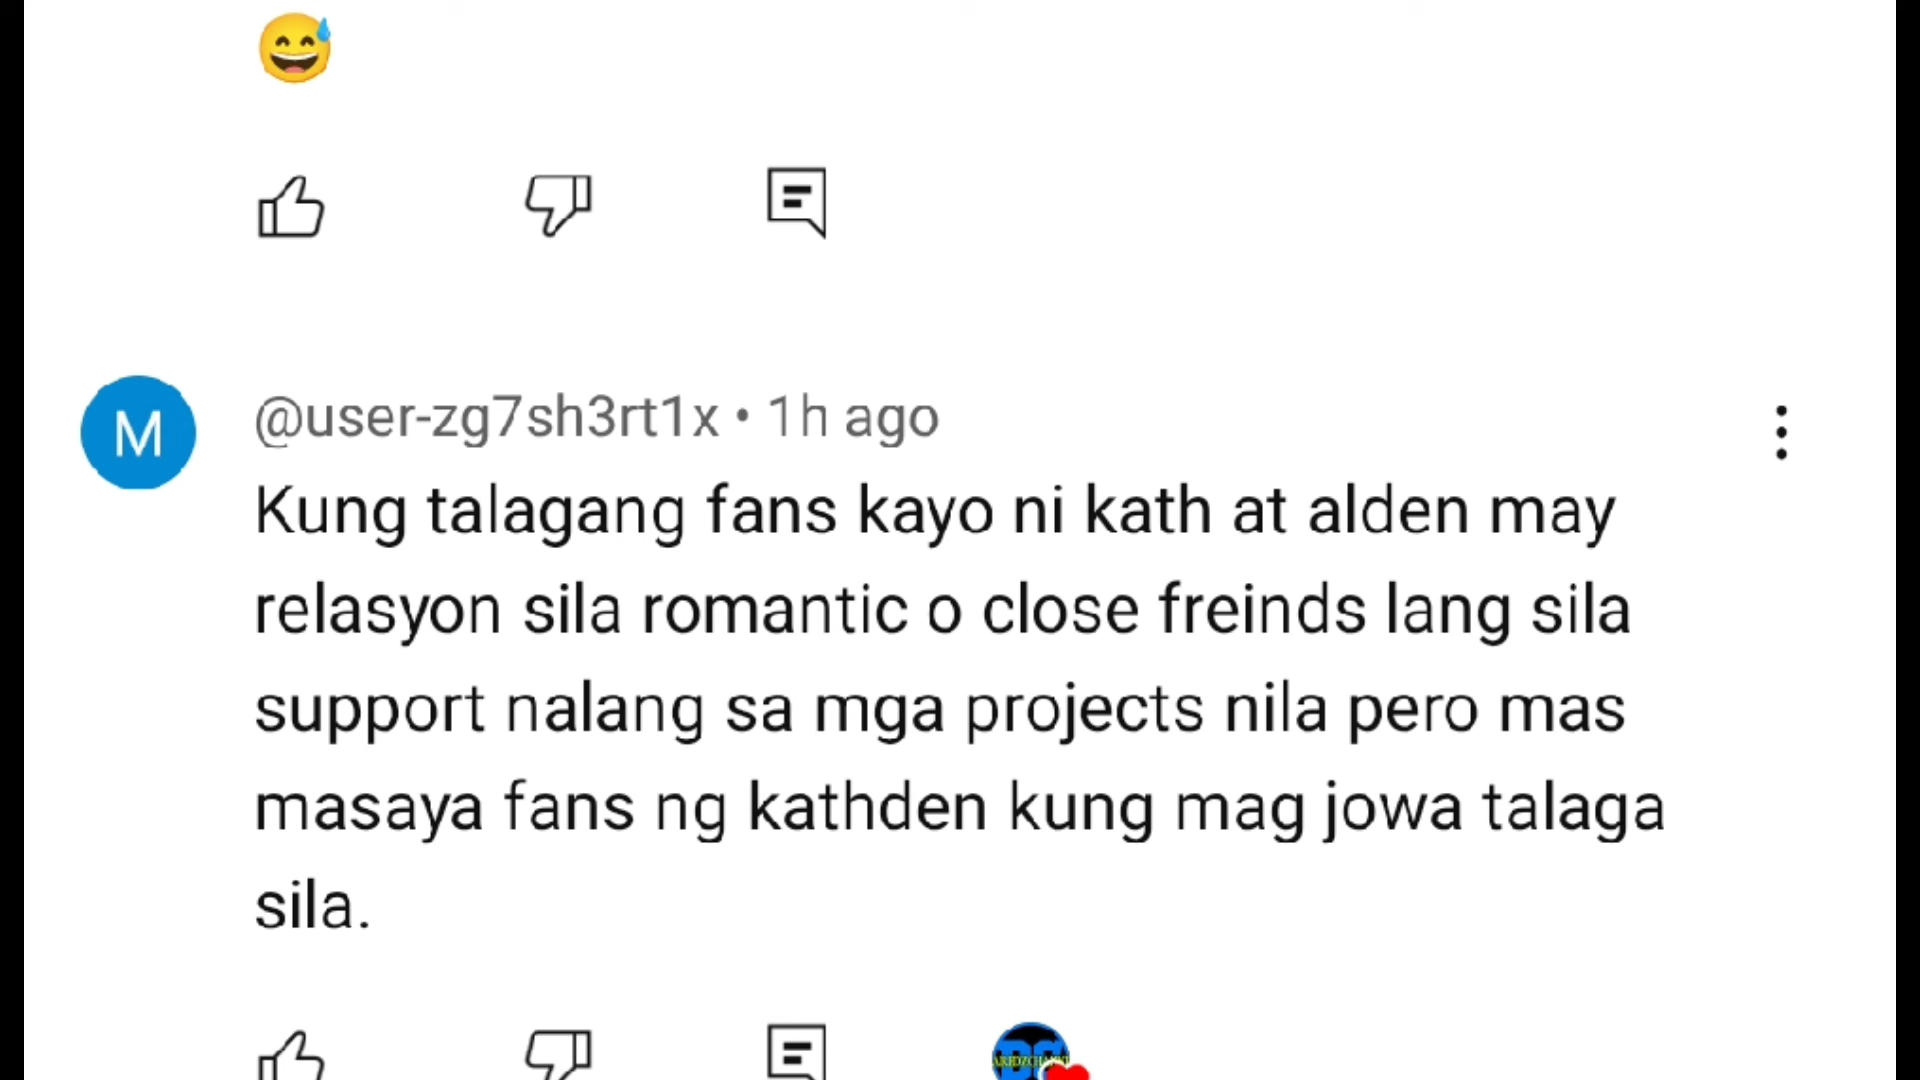 😅
M
@user-zg7sh3rt1x • 1h ago
Kung talagang fans kayo ni kath at alden may
relasyon sila romantic o close freinds lang sila
support nalang sa mga projects nila pero mas
masaya fans ng kathden kung mag jowa talaga
sila.